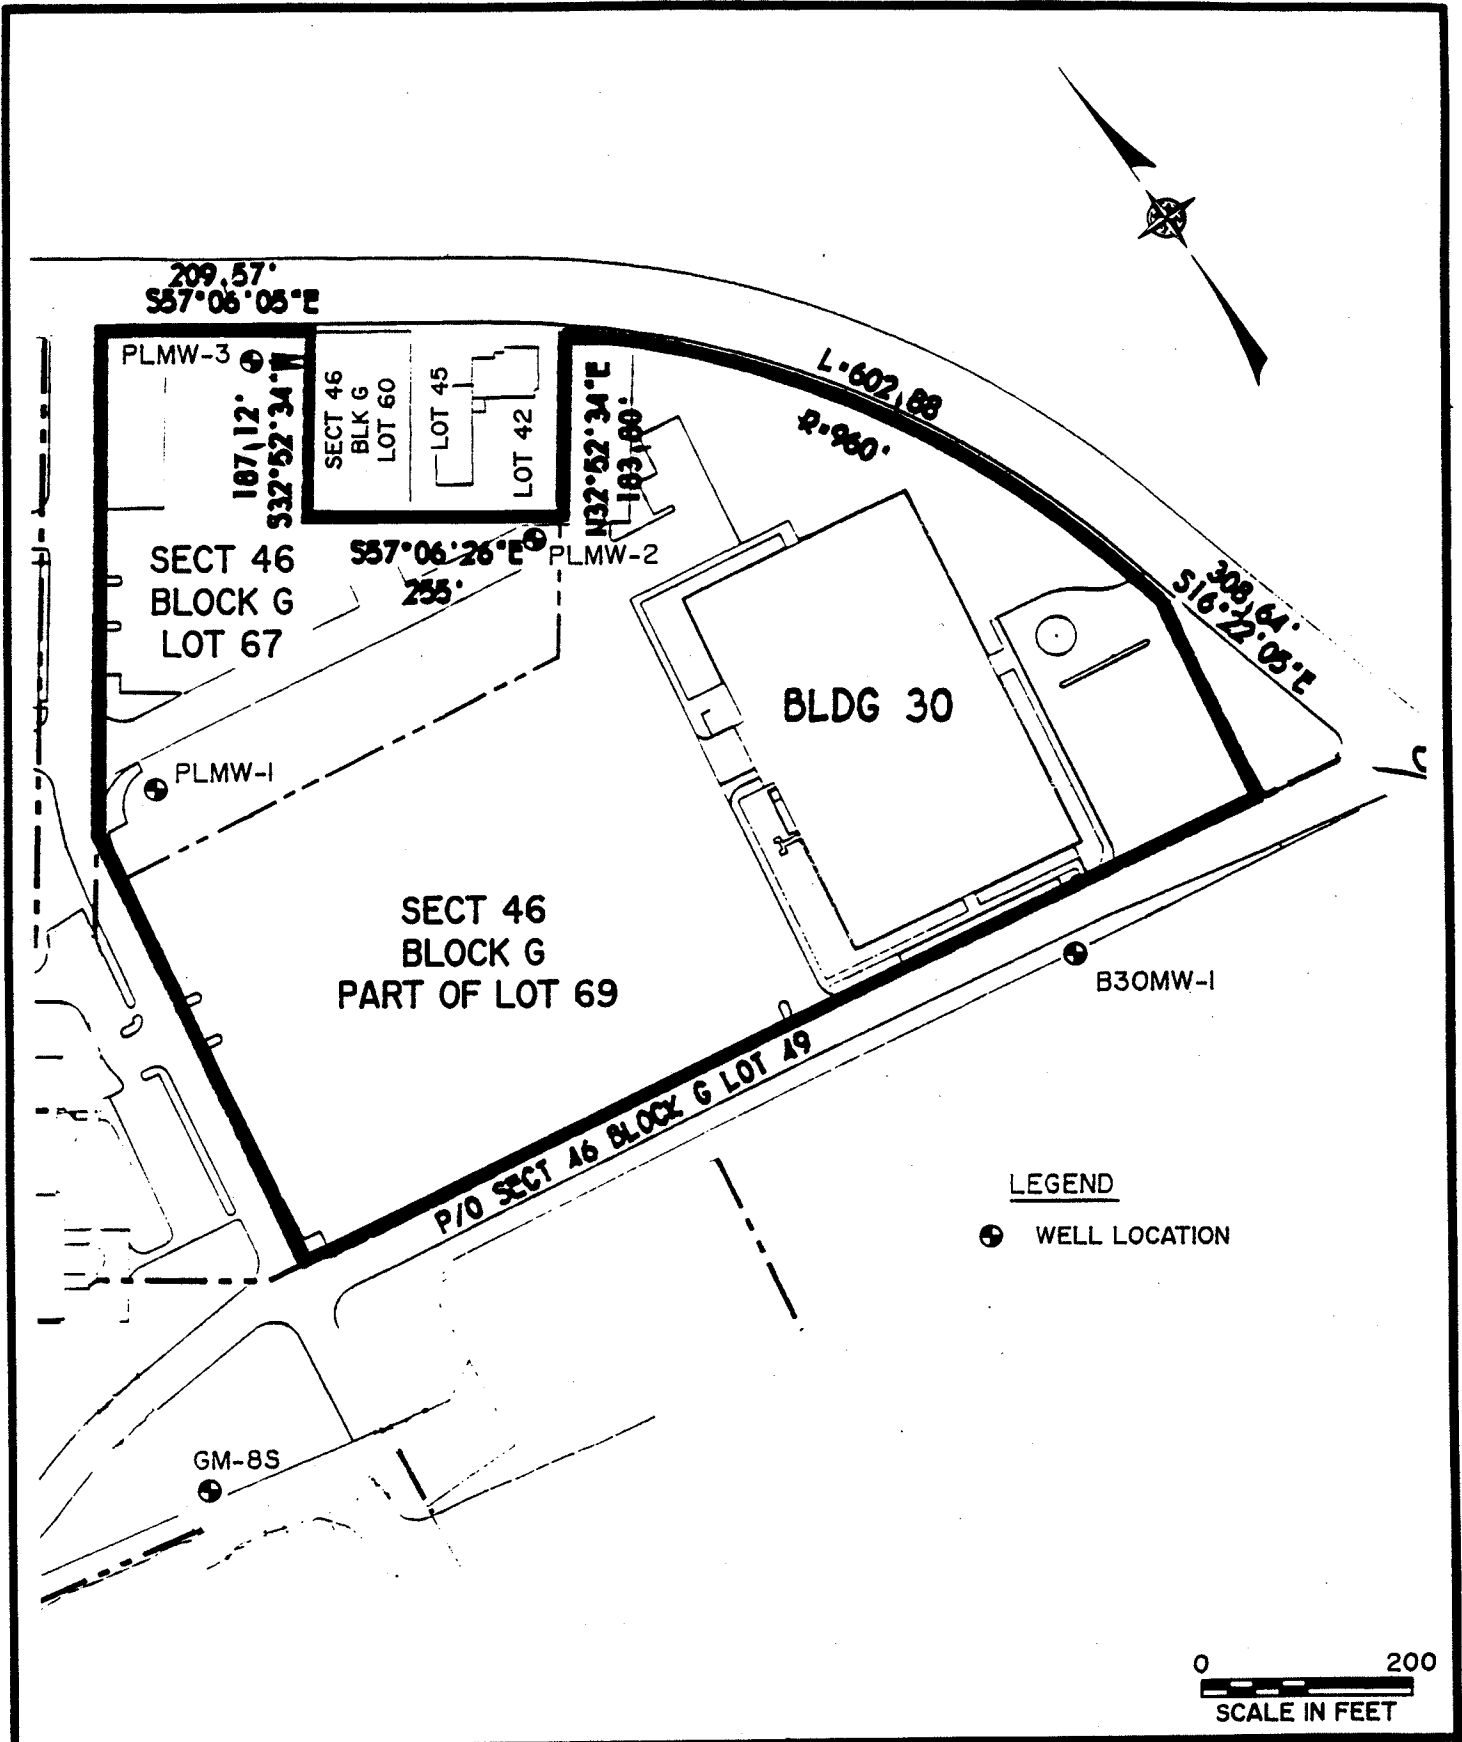 209.57'
S57°06'05"E
PLMW-3
187.12'
S32°52'34"W
SECT 46
BLK G
LOT 60
LOT 45
LOT 42
N32°52'34"E
183.80'
L=602.88
R=960'
S57°06'26"E
255'
PLMW-2
SECT 46
BLOCK G
LOT 67
308.64'
S16°22'05"E
BLDG 30
PLMW-1
SECT 46
BLOCK G
PART OF LOT 69
B30MW-1
P/O SECT 46 BLOCK G LOT 49
LEGEND
WELL LOCATION
GM-8S
0 200
SCALE IN FEET